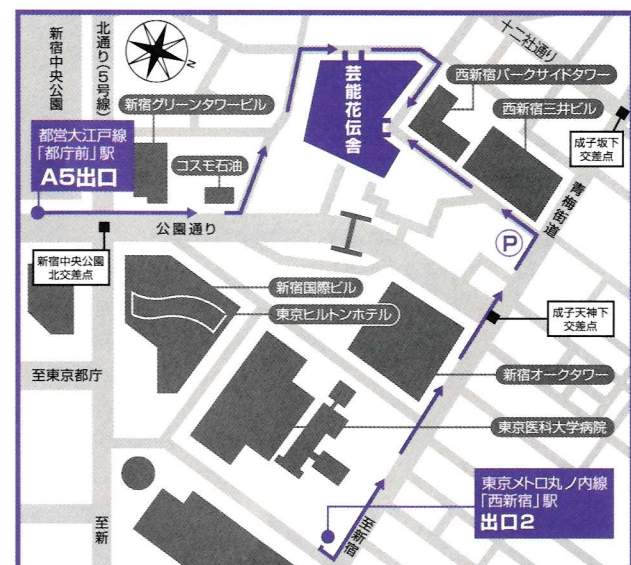 新宿中央公園
北通り(5号線)
N
十二社通り
新宿グリーンタワービル
芸能花伝舎
西新宿パークサイドタワー
西新宿三井ビル
成子坂下
交差点
都営大江戸線
「都庁前」駅
A5出口
コスモ石油
青梅街道
公園通り
P
新宿中央公園
北交差点
新宿国際ビル
東京ヒルトンホテル
成子天神下
交差点
至東京都庁
新宿オークタワー
東京医科大学病院
東京メトロ丸ノ内線
「西新宿」駅
出口2
至新宿
至新